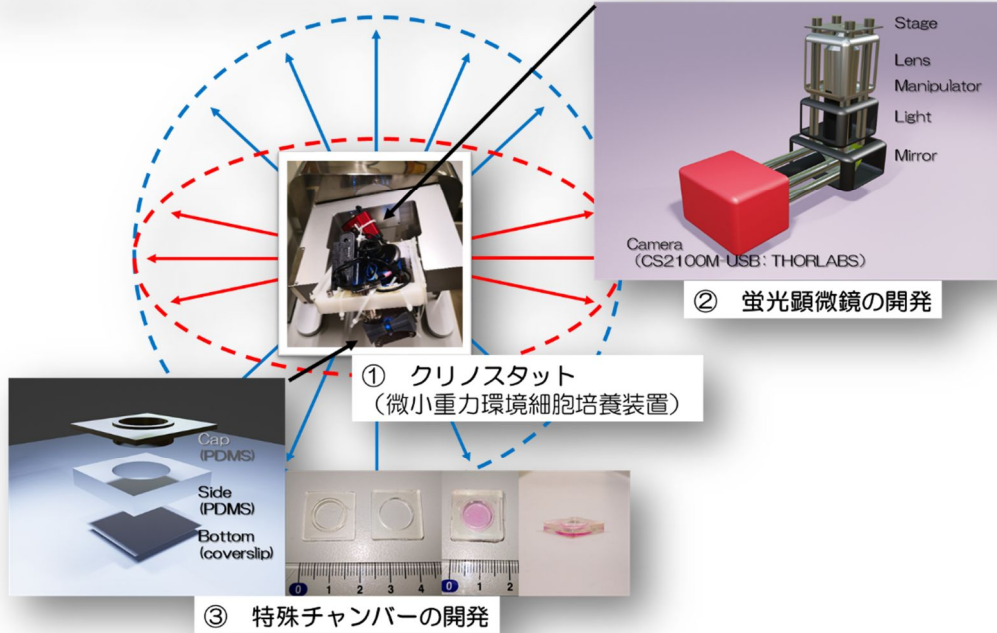 Stage
Lens
Manipulator
Light
Mirror
Camera
(CS2100M-USB: THORLABS)
② 蛍光顕微鏡の開発
① クリノスタット
（微小重力環境細胞培養装置）
Cap
(PDMS)
Side
(PDMS)
Bottom
(coverslip)
0 1 2 3 4
0 1 2
③ 特殊チャンバーの開発